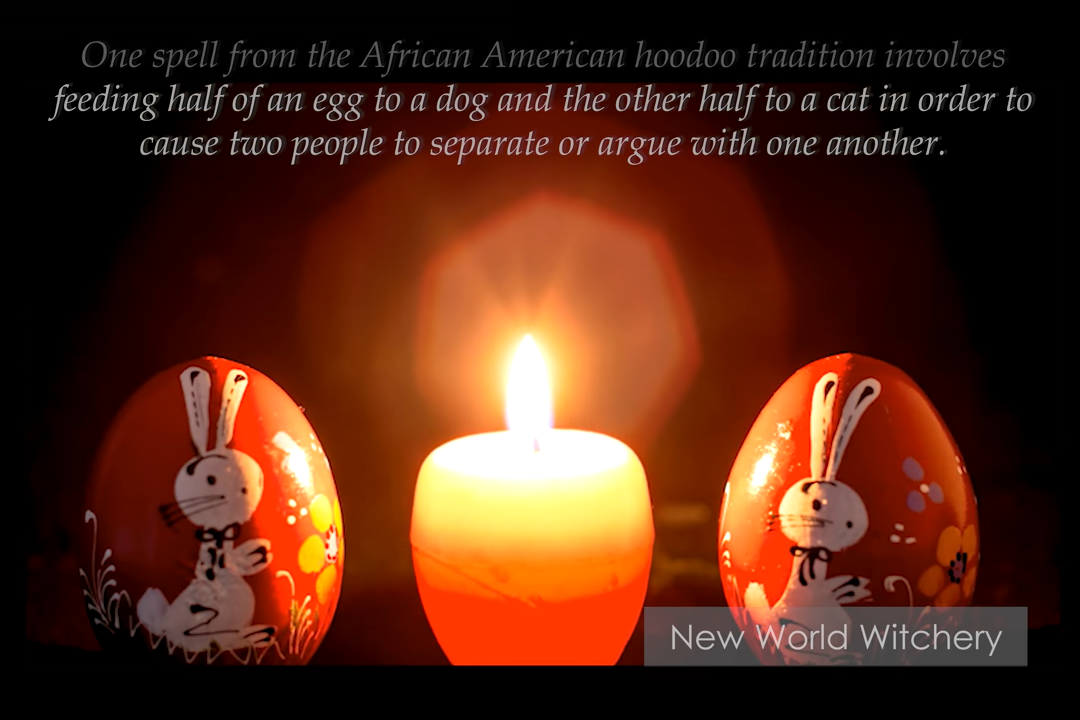 One spell from the African American hoodoo tradition involves
feeding half of an egg to a dog and the other half to a cat in order to
cause two people to separate or argue with one another.
New World Witchery